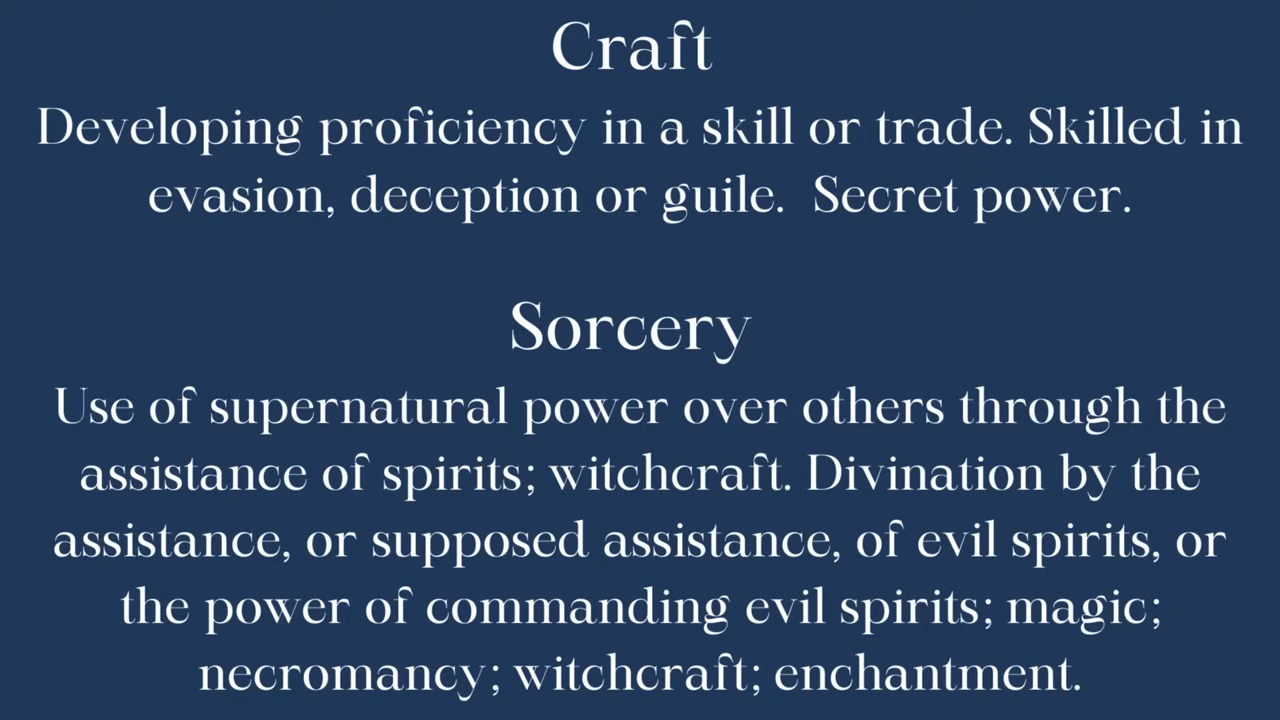 Craft
Developing proficiency in a skill or trade. Skilled in
evasion, deception or guile.  Secret power.
Sorcery
Use of supernatural power over others through the
assistance of spirits; witchcraft. Divination by the
assistance, or supposed assistance, of evil spirits, or
the power of commanding evil spirits; magic;
necromancy; witchcraft; enchantment.